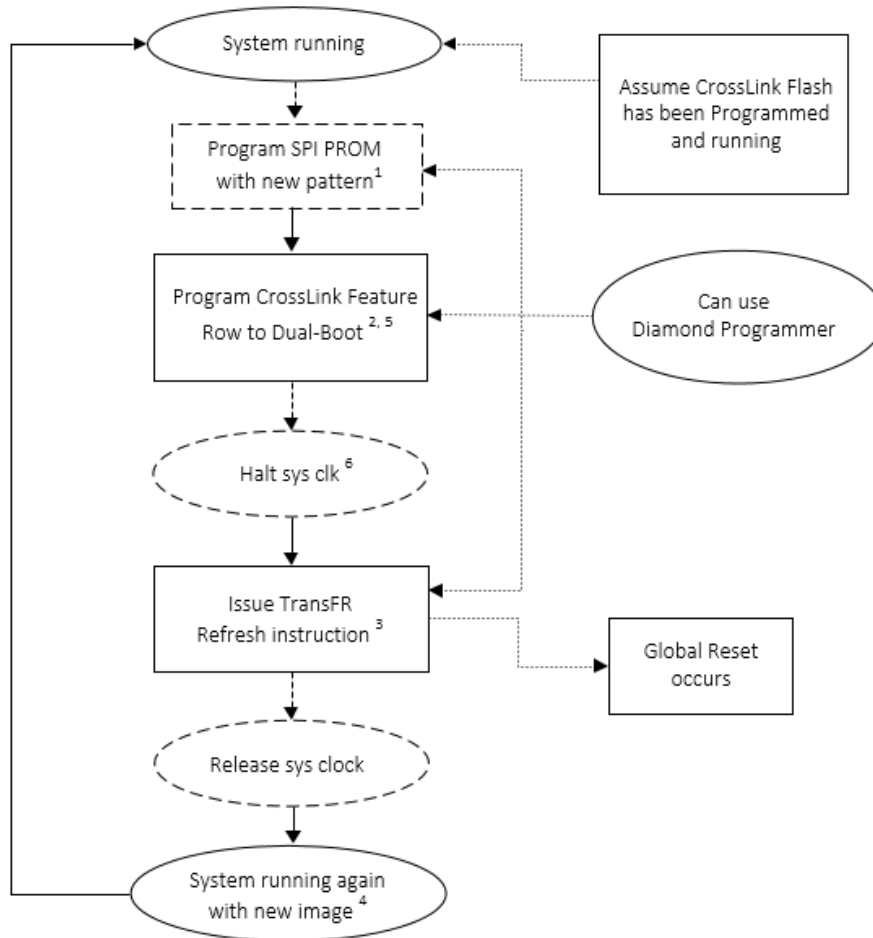 System running
Assume CrossLink Flash
has been Programmed
and running
Program SPI PROM
with new pattern¹
Program CrossLink Feature
Row to Dual-Boot ²,⁵
Can use
Diamond Programmer
Halt sys clk ⁶
Issue TransFR
Refresh instruction ³
Global Reset
occurs
Release sys clock
System running again
with new image ⁴